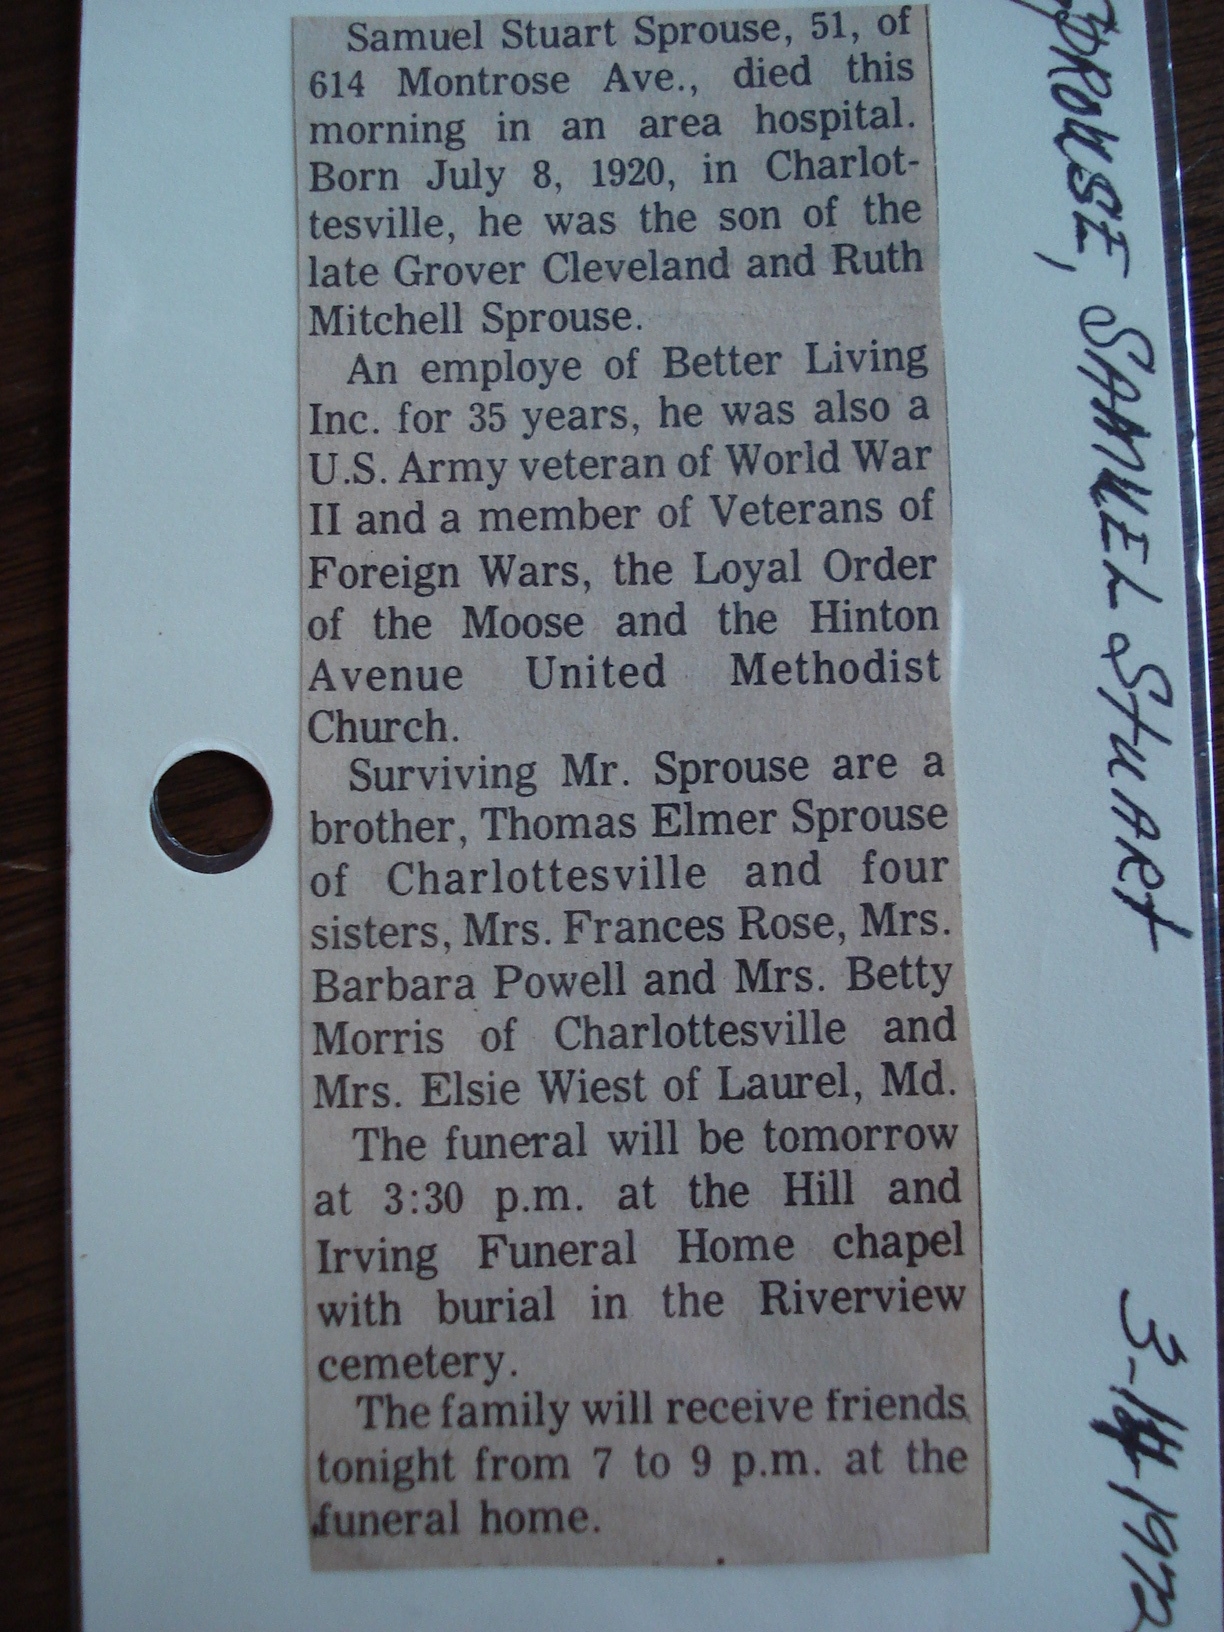 Samuel Stuart Sprouse, 51, of
614 Montrose Ave., died this
morning in an area hospital.
Born July 8, 1920, in Charlot-
tesville, he was the son of the
late Grover Cleveland and Ruth
Mitchell Sprouse.
An employe of Better Living
Inc. for 35 years, he was also a
U.S. Army veteran of World War
II and a member of Veterans of
Foreign Wars, the Loyal Order
of the Moose and the Hinton
Avenue United Methodist
Church.
Surviving Mr. Sprouse are a
brother, Thomas Elmer Sprouse
of Charlottesville and four
sisters, Mrs. Frances Rose, Mrs.
Barbara Powell and Mrs. Betty
Morris of Charlottesville and
Mrs. Elsie Wiest of Laurel, Md.
The funeral will be tomorrow
at 3:30 p.m. at the Hill and
Irving Funeral Home chapel
with burial in the Riverview
cemetery.
The family will receive friends
tonight from 7 to 9 p.m. at the
funeral home.
SPROUSE, SAMUEL STUART 3-14-1972